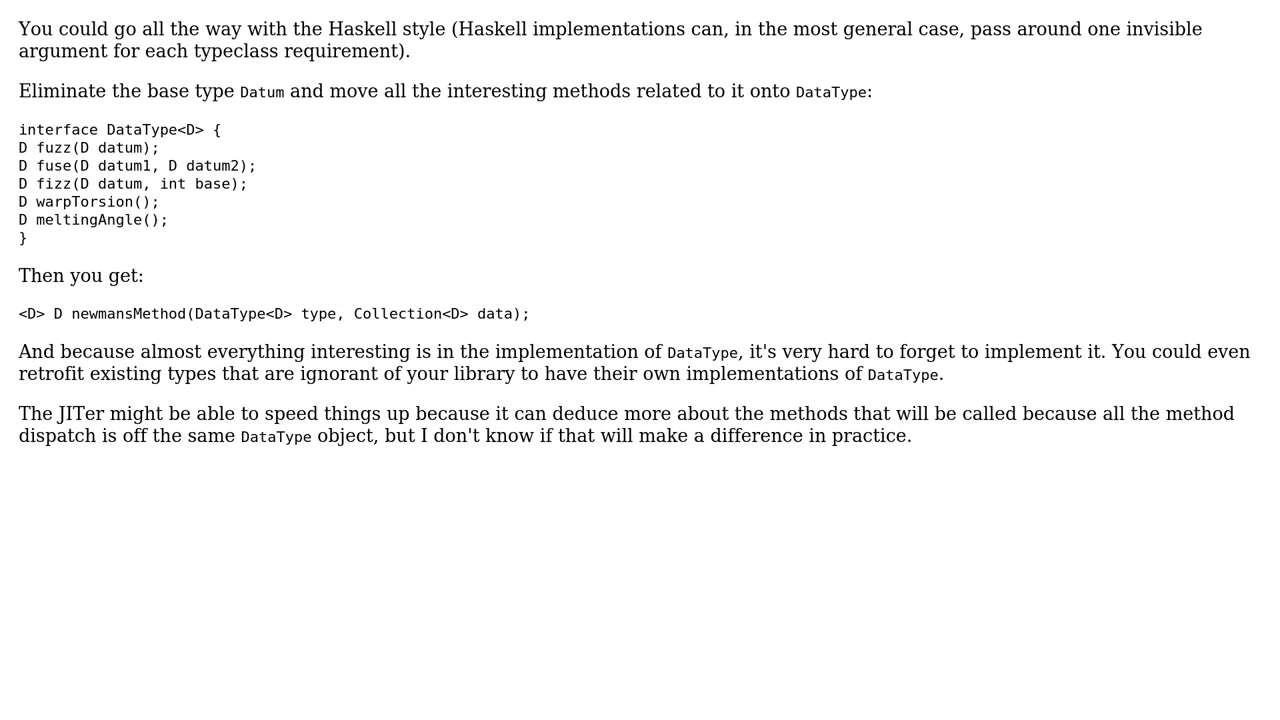 You could go all the way with the Haskell style (Haskell implementations can, in the most general case, pass around one invisible
argument for each typeclass requirement).
Eliminate the base type Datum and move all the interesting methods related to it onto DataType:
interface DataType<D> {
D fuzz(D datum);
D fuse(D datum1, D datum2);
D fizz(D datum, int base);
D warpTorsion();
D meltingAngle();
}
Then you get:
<D> D newmansMethod(DataType<D> type, Collection<D> data);
And because almost everything interesting is in the implementation of DataType, it's very hard to forget to implement it. You could even
retrofit existing types that are ignorant of your library to have their own implementations of DataType.
The JITer might be able to speed things up because it can deduce more about the methods that will be called because all the method
dispatch is off the same DataType object, but I don't know if that will make a difference in practice.